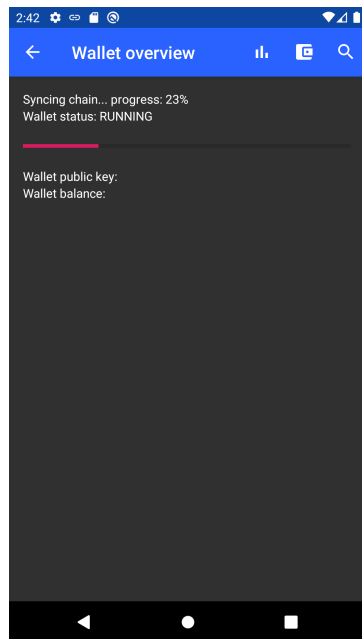 2:42
Wallet overview
Syncing chain... progress: 23%
Wallet status: RUNNING
Wallet public key:
Wallet balance: